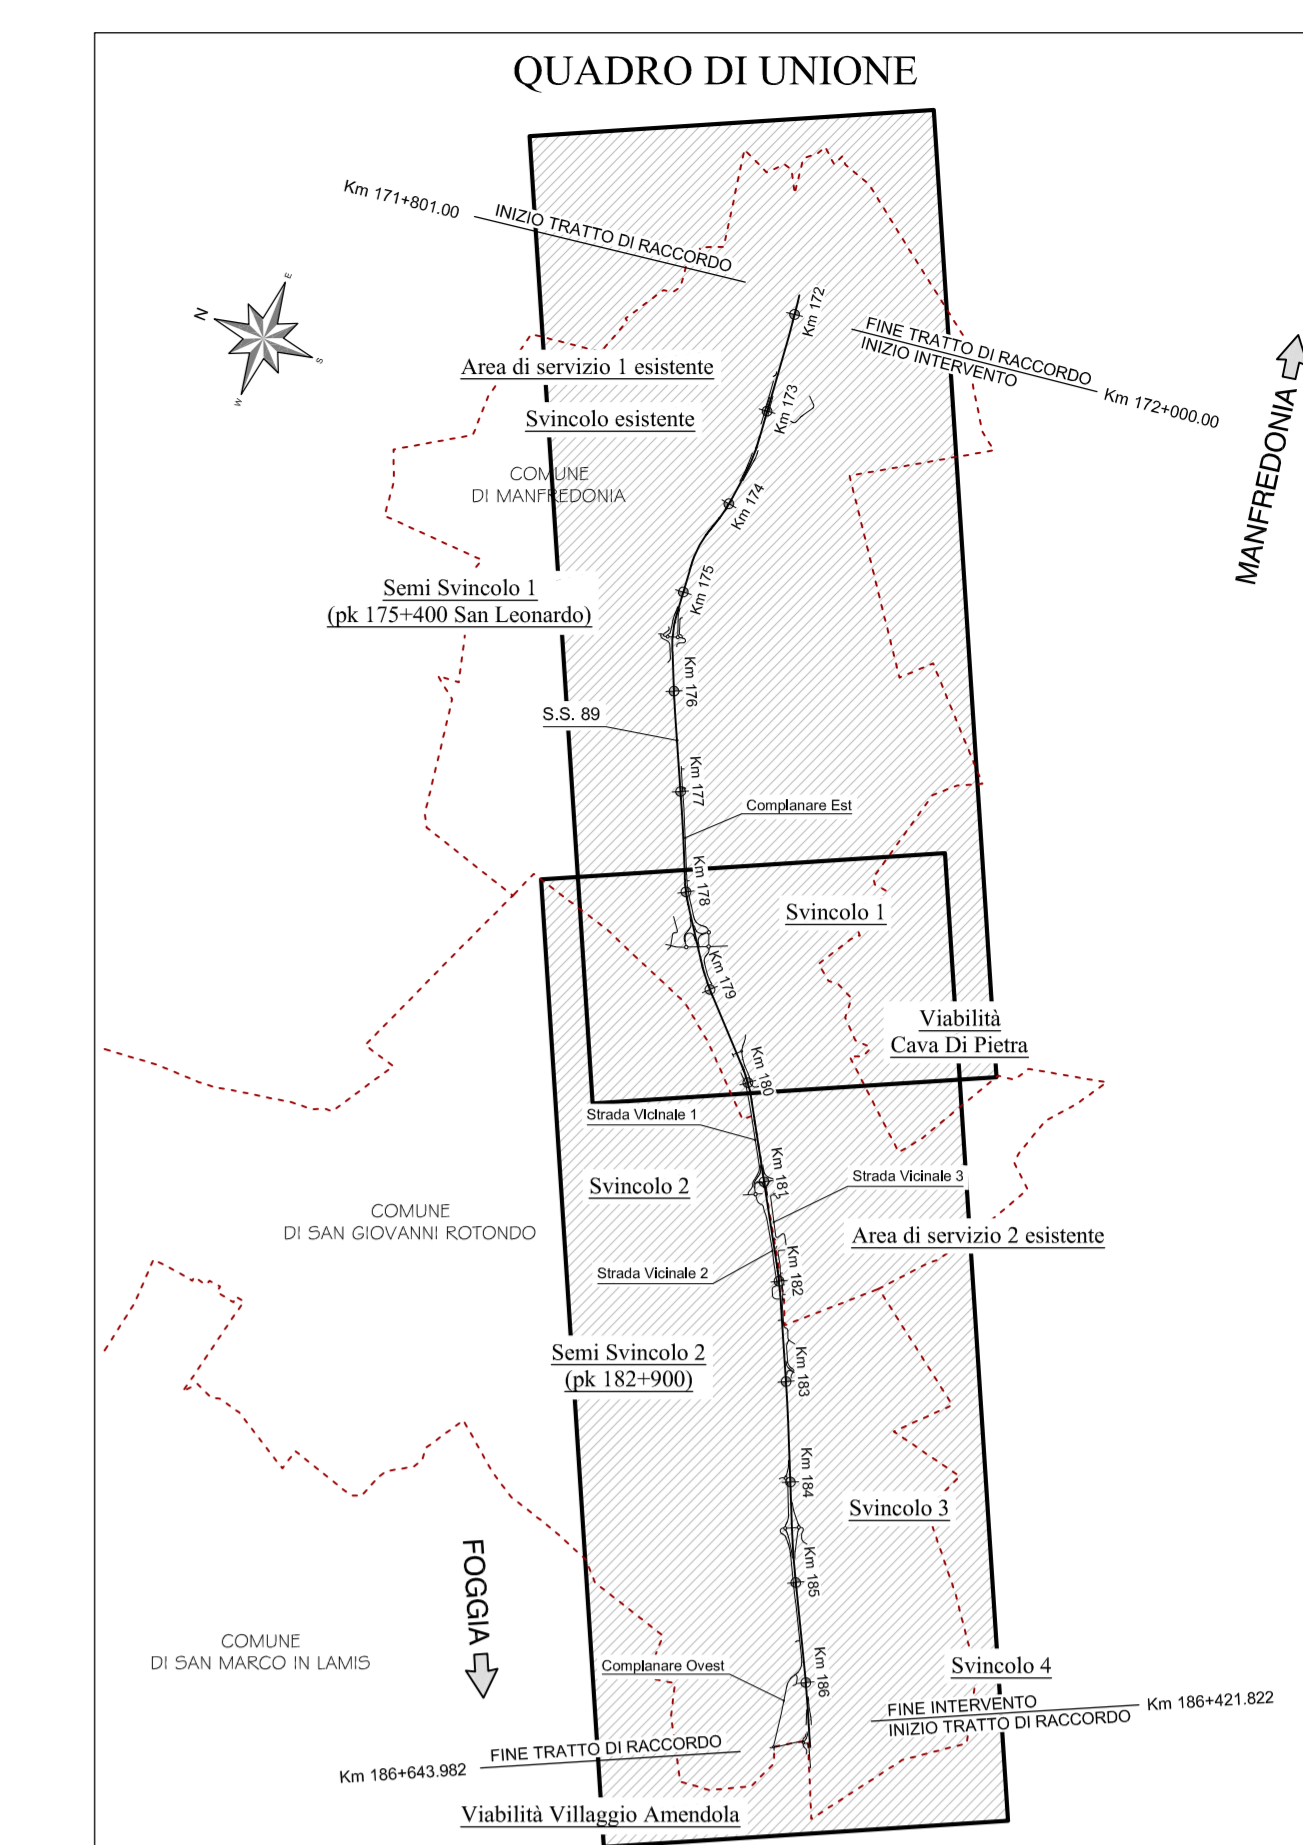 QUADRO DI UNIONE
Km 171+801.00
INIZIO TRATTO DI RACCORDO
E
N
S
W
Km 172
FINE TRATTO DI RACCORDO
INIZIO INTERVENTO
Km 172+000.00
MANFREDONIA
Area di servizio 1 esistente
Km 173
Svincolo esistente
COMUNE
DI MANFREDONIA
Km 174
Semi Svincolo 1
(pk 175+400 San Leonardo)
Km 175
Km 176
S.S. 89
Km 177
Complanare Est
Km 178
Svincolo 1
Km 179
Viabilità
Cava Di Pietra
Km 180
Strada Vicinale 1
Km 181
Strada Vicinale 3
Svincolo 2
COMUNE
DI SAN GIOVANNI ROTONDO
Area di servizio 2 esistente
Strada Vicinale 2
Km 182
Semi Svincolo 2
(pk 182+900)
Km 183
Km 184
Svincolo 3
FOGGIA
Km 185
COMUNE
DI SAN MARCO IN LAMIS
Complanare Ovest
Km 186
Svincolo 4
FINE INTERVENTO
INIZIO TRATTO DI RACCORDO
Km 186+421.822
FINE TRATTO DI RACCORDO
Km 186+643.982
Viabilità Villaggio Amendola